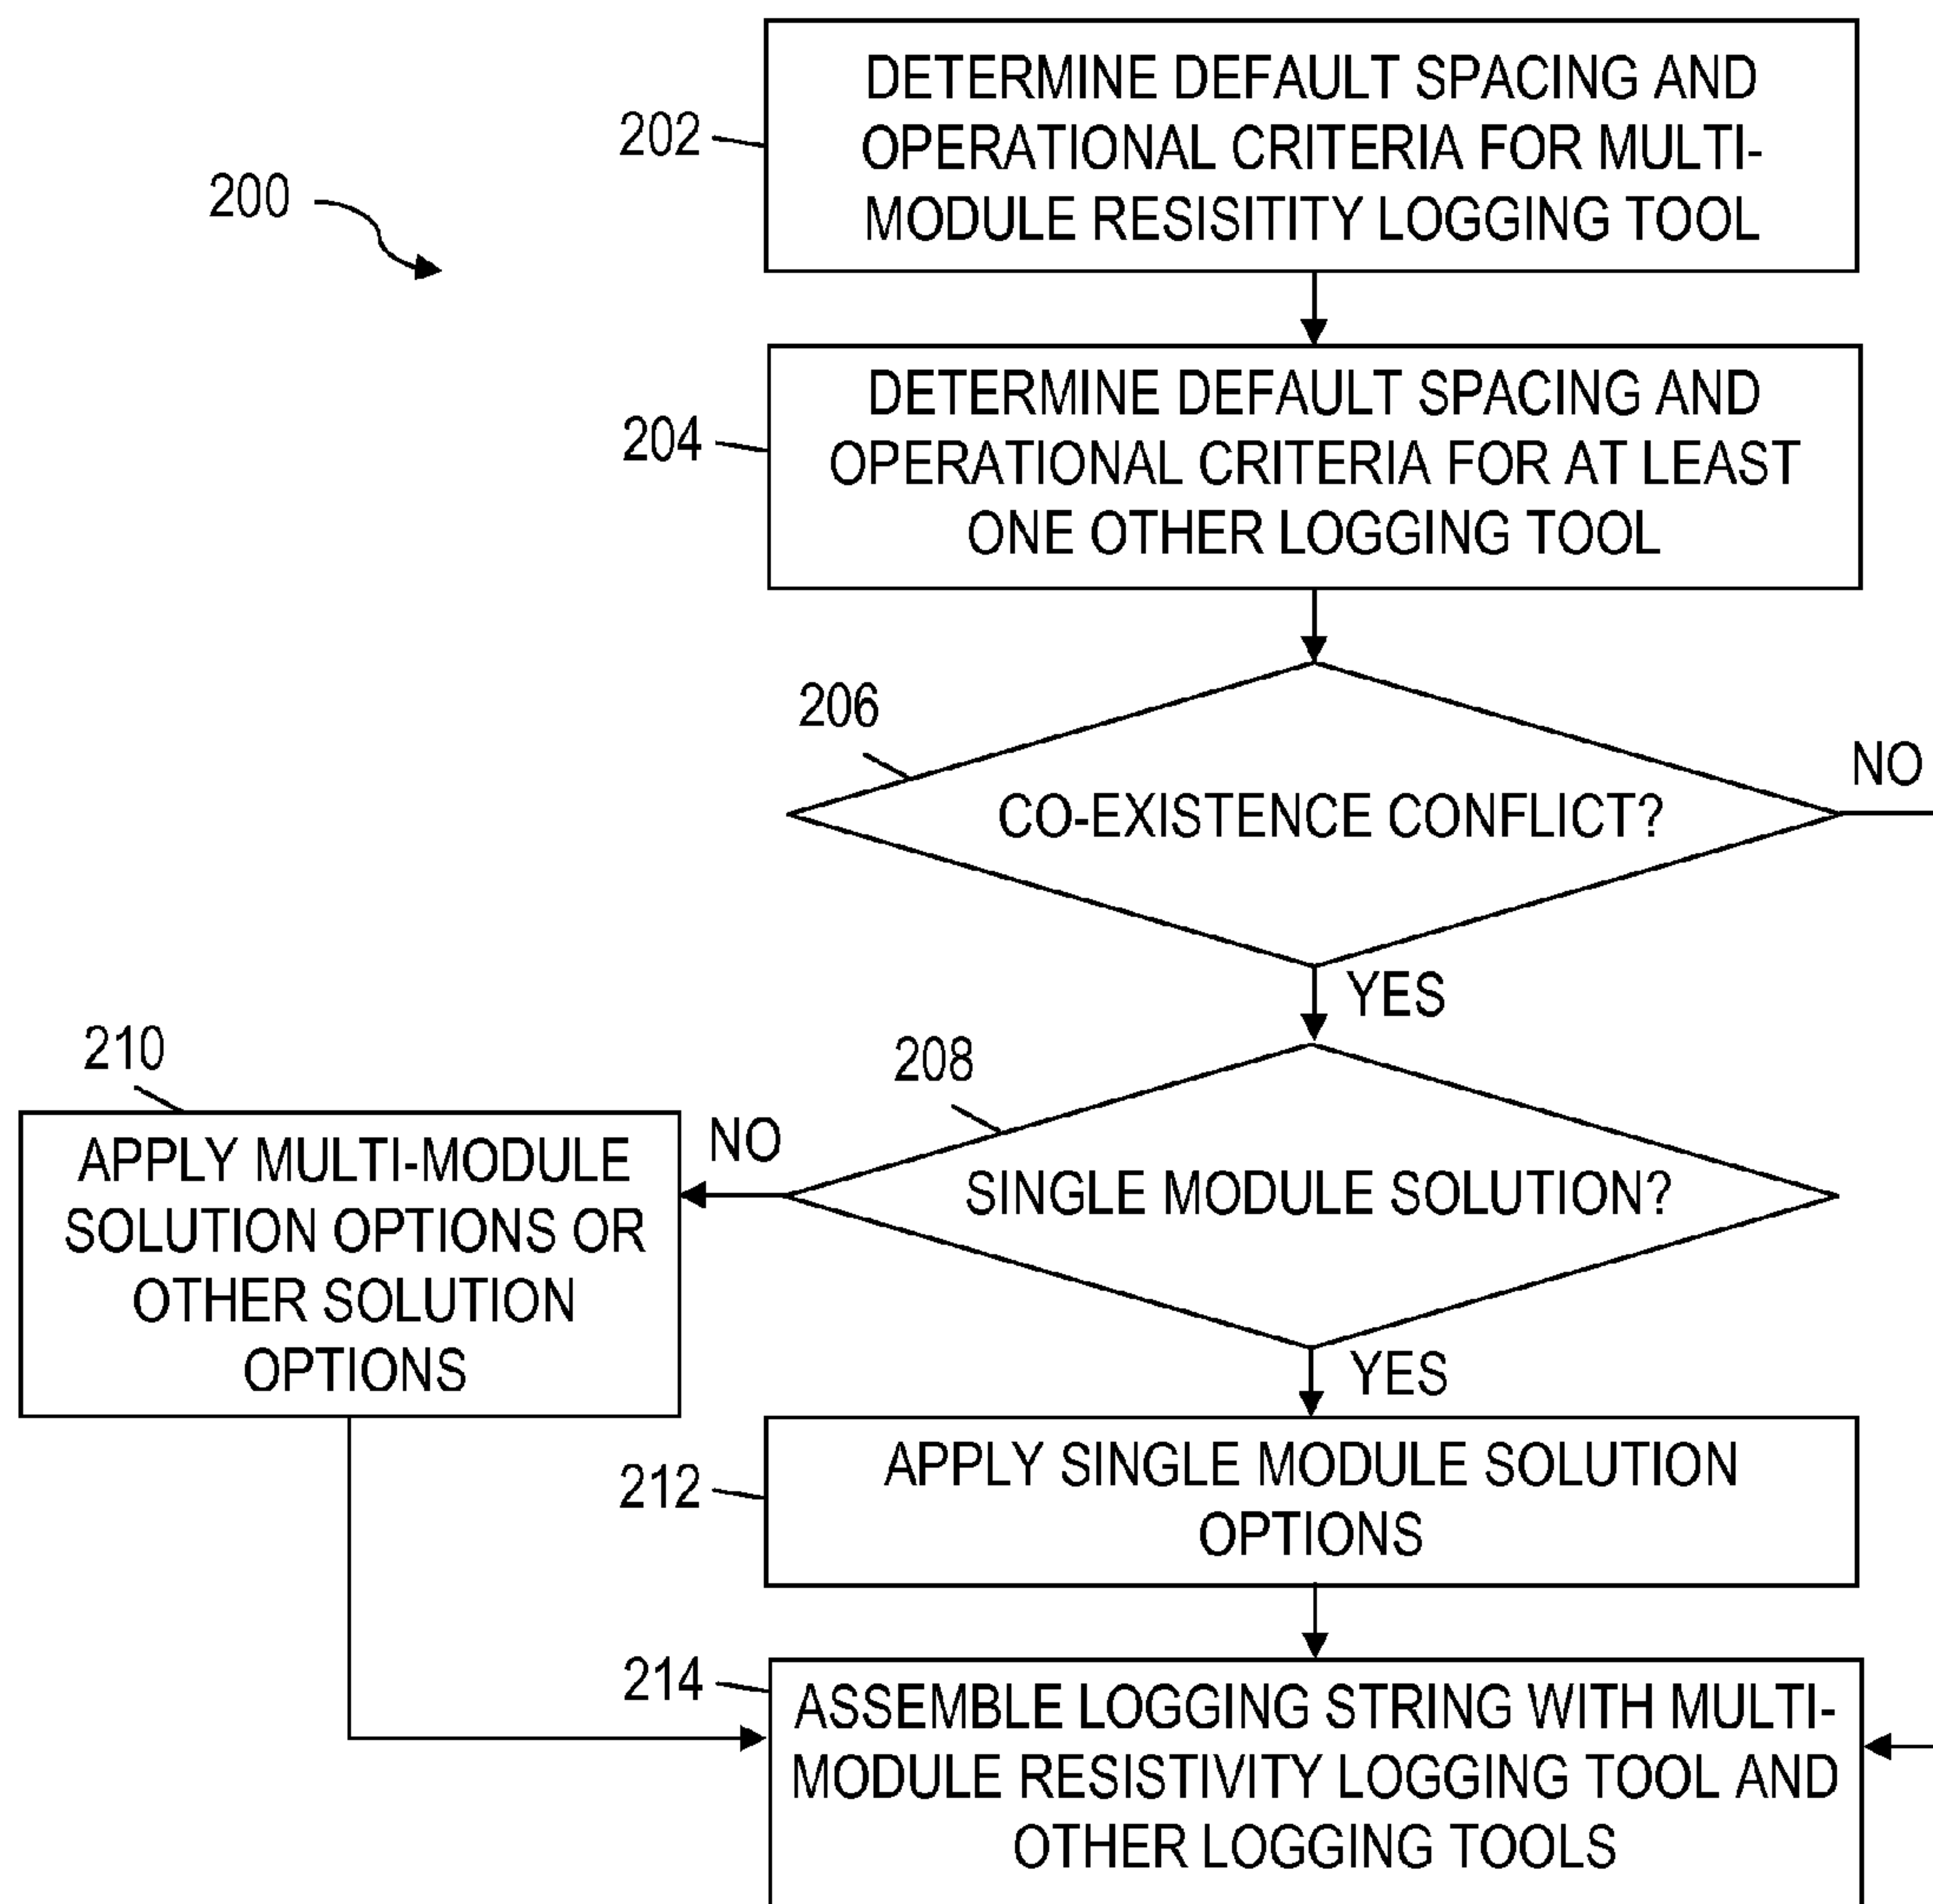 200
202
DETERMINE DEFAULT SPACING AND
OPERATIONAL CRITERIA FOR MULTI-
MODULE RESISITITY LOGGING TOOL
204
DETERMINE DEFAULT SPACING AND
OPERATIONAL CRITERIA FOR AT LEAST
ONE OTHER LOGGING TOOL
206
CO-EXISTENCE CONFLICT?
NO
YES
208
SINGLE MODULE SOLUTION?
NO
210
APPLY MULTI-MODULE
SOLUTION OPTIONS OR
OTHER SOLUTION
OPTIONS
YES
212
APPLY SINGLE MODULE SOLUTION
OPTIONS
214
ASSEMBLE LOGGING STRING WITH MULTI-
MODULE RESISTIVITY LOGGING TOOL AND
OTHER LOGGING TOOLS